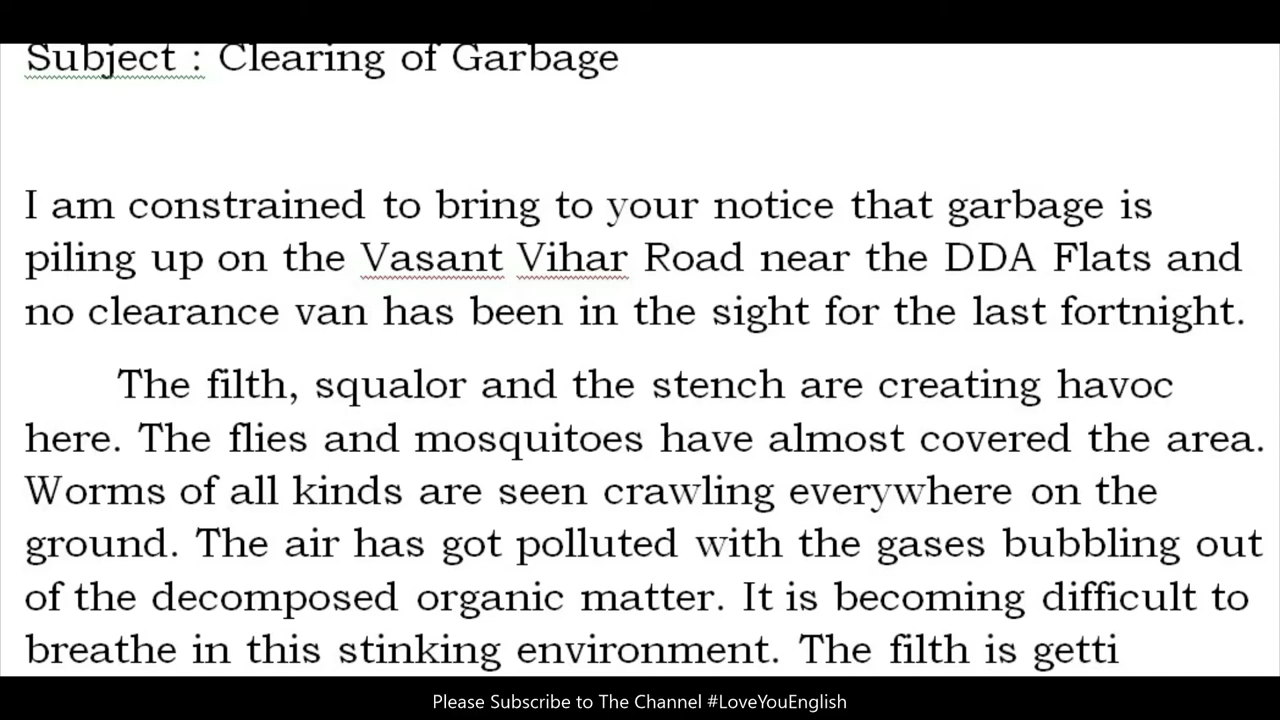 Subject : Clearing of Garbage
I am constrained to bring to your notice that garbage is
piling up on the Vasant Vihar Road near the DDA Flats and
no clearance van has been in the sight for the last fortnight.
The filth, squalor and the stench are creating havoc
here. The flies and mosquitoes have almost covered the area.
Worms of all kinds are seen crawling everywhere on the
ground. The air has got polluted with the gases bubbling out
of the decomposed organic matter. It is becoming difficult to
breathe in this stinking environment. The filth is getti
Please Subscribe to The Channel #LoveYouEnglish